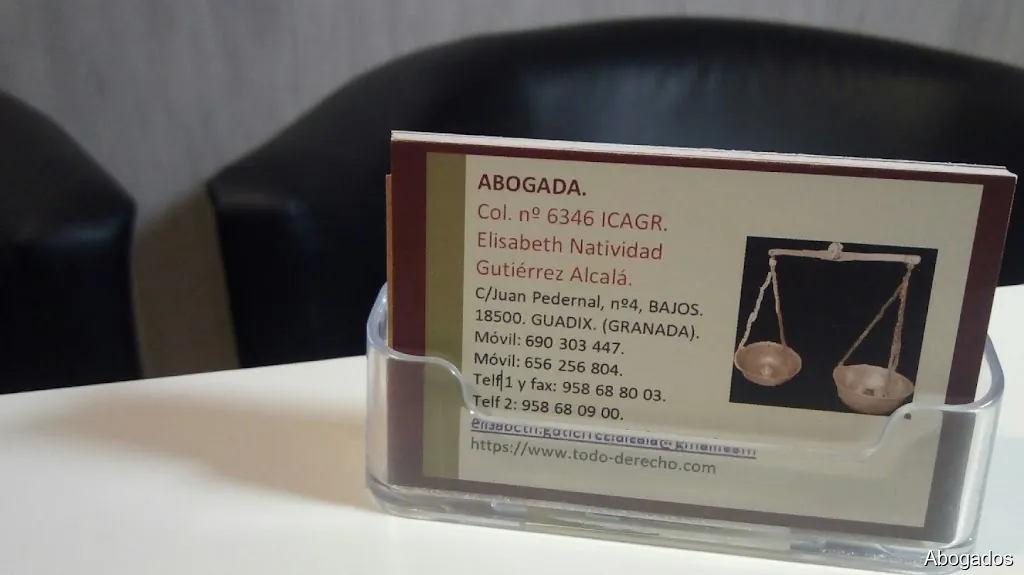 ABOGADA.
Col. nº 6346 ICAGR.
Elisabeth Natividad
Gutiérrez Alcalá.
C/Juan Pedernal, nº4, BAJOS.
18500. GUADIX. (GRANADA).
Móvil: 690 303 447.
Móvil: 656 256 804.
Telf 1 y fax: 958 68 80 03.
Telf 2: 958 68 09 00.
https://www.todo-derecho.com
Abogados